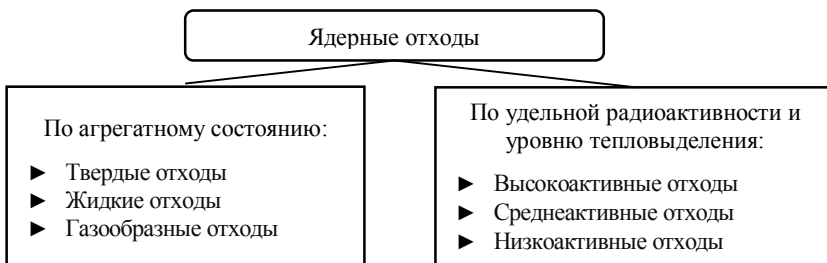 Ядерные отходы
По агрегатному состоянию:
► Твердые отходы
► Жидкие отходы
► Газообразные отходы
По удельной радиоактивности и
уровню тепловыделения:
► Высокоактивные отходы
► Среднеактивные отходы
► Низкоактивные отходы